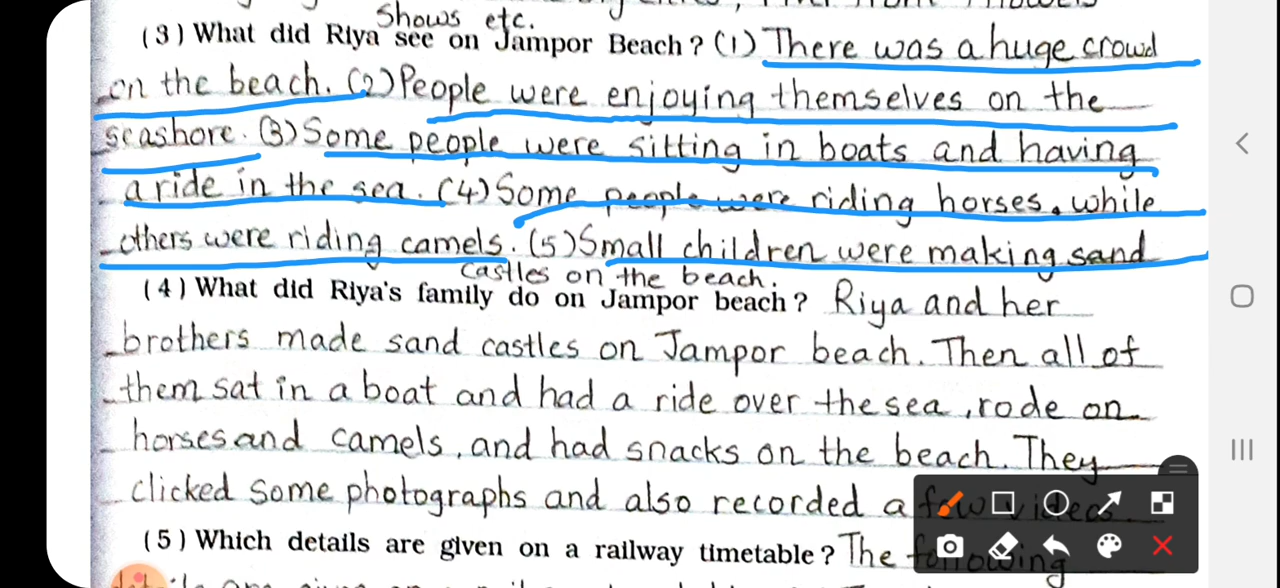 Shows etc.
(3) What did Riya see on Jampor Beach? (1) There was a huge crowd
on the beach. (2) People were enjoying themselves on the
seashore. (3) Some people were sitting in boats and having
a ride in the sea. (4) Some people were riding horses, while
others were riding camels. (5) Small children were making sand
castles on the beach.
(4) What did Riya's family do on Jampor beach? Riya and her
brothers made sand castles on Jampor beach. Then all of
them sat in a boat and had a ride over the sea, rode on
horses and camels, and had snacks on the beach. They
clicked some photographs and also recorded a few videos.
(5) Which details are given on a railway timetable? The following